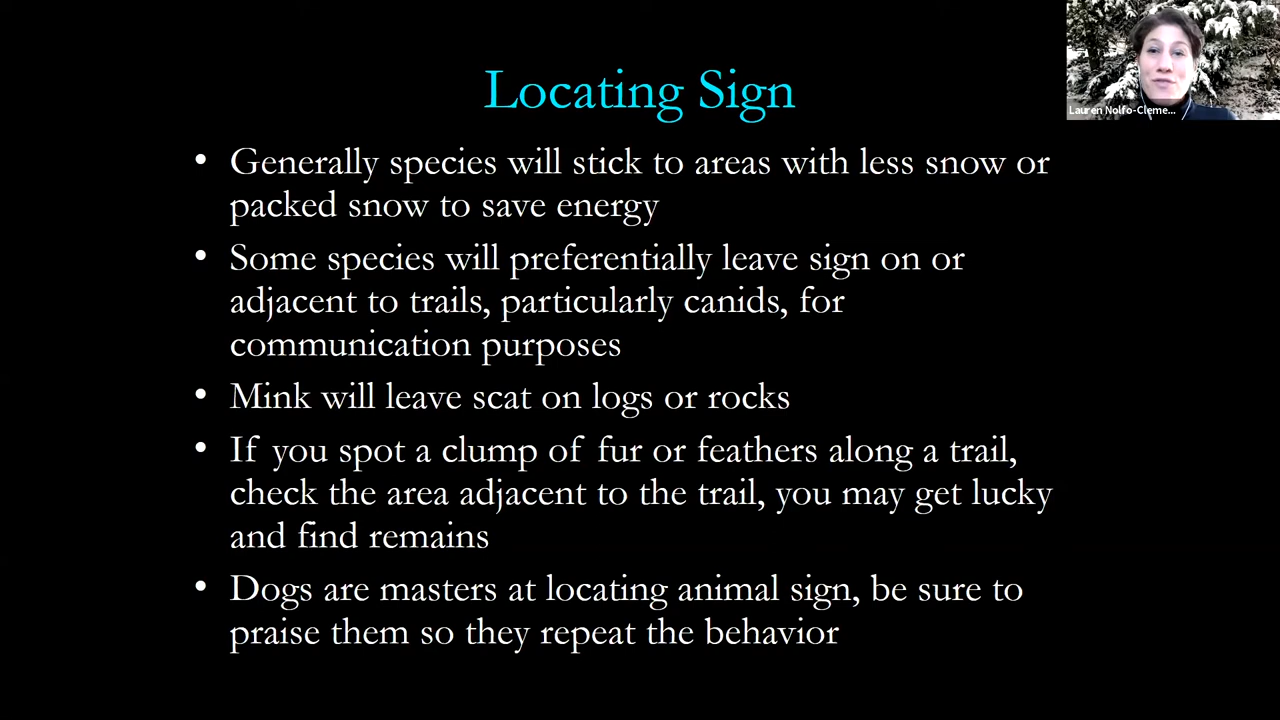 Locating Sign
Lauren Nolfo-Cleme...
• Generally species will stick to areas with less snow or
packed snow to save energy
• Some species will preferentially leave sign on or
adjacent to trails, particularly canids, for
communication purposes
• Mink will leave scat on logs or rocks
• If you spot a clump of fur or feathers along a trail,
check the area adjacent to the trail, you may get lucky
and find remains
• Dogs are masters at locating animal sign, be sure to
praise them so they repeat the behavior